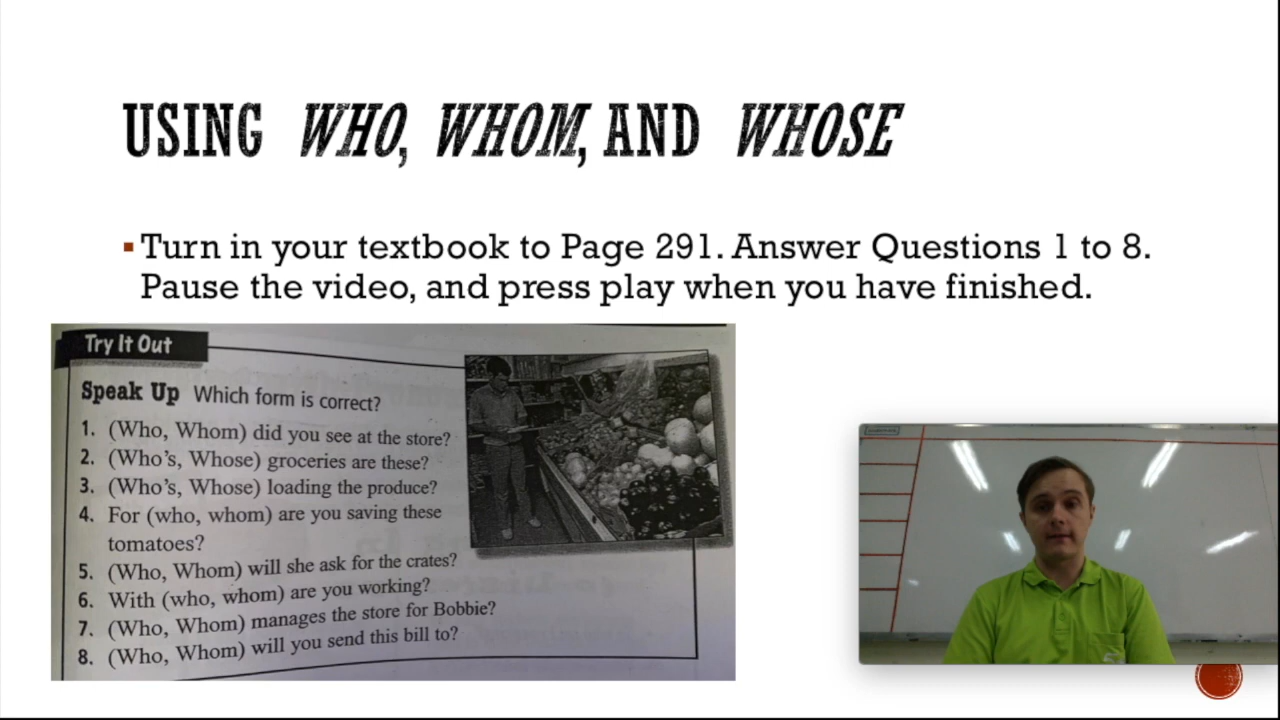 USING WHO, WHOM, AND WHOSE
▪ Turn in your textbook to Page 291. Answer Questions 1 to 8.
Pause the video, and press play when you have finished.
Try It Out
Speak Up Which form is correct?
1. (Who, Whom) did you see at the store?
2. (Who's, Whose) groceries are these?
3. (Who's, Whose) loading the produce?
4. For (who, whom) are you saving these
tomatoes?
5. (Who, Whom) will she ask for the crates?
6. With (who, whom) are you working?
7. (Who, Whom) manages the store for Bobbie?
8. (Who, Whom) will you send this bill to?